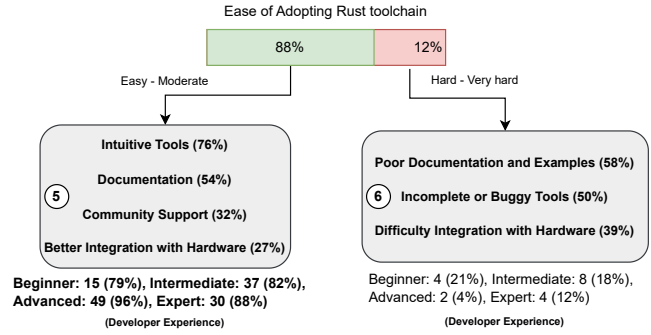 Ease of Adopting Rust toolchain
88%
12%
Easy - Moderate
Hard - Very hard
Intuitive Tools (76%)
Documentation (54%)
5
Community Support (32%)
Better Integration with Hardware (27%)
Poor Documentation and Examples (58%)
6
Incomplete or Buggy Tools (50%)
Difficulty Integration with Hardware (39%)
Beginner: 15 (79%), Intermediate: 37 (82%),
Advanced: 49 (96%), Expert: 30 (88%)
(Developer Experience)
Beginner: 4 (21%), Intermediate: 8 (18%),
Advanced: 2 (4%), Expert: 4 (12%)
(Developer Experience)